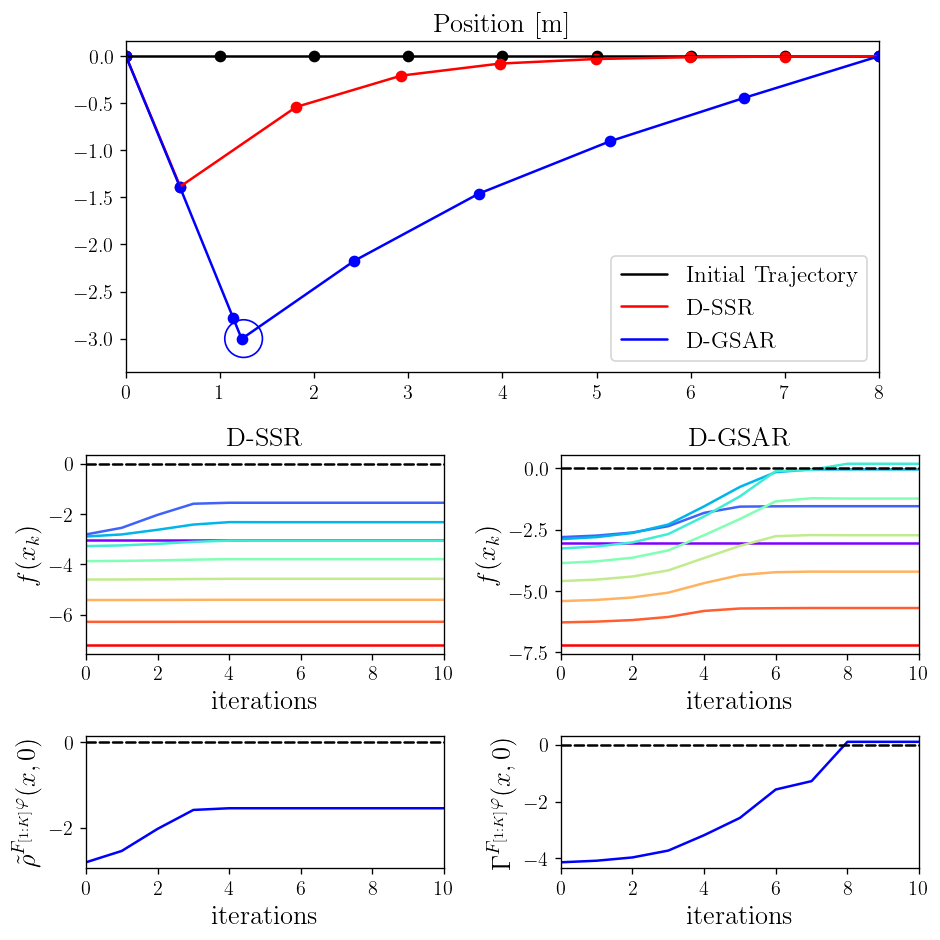 Position [m]
0.0
−0.5
−1.0
−1.5
−2.0
−2.5
−3.0
0 1 2 3 4 5 6 7 8
Initial Trajectory
D-SSR
D-GSAR
D-SSR
f(x_k)
0
−2
−4
−6
0 2 4 6 8 10
iterations
D-GSAR
f(x_k)
0.0
−2.5
−5.0
−7.5
0 2 4 6 8 10
iterations
ρ̃^{F_{[1:K]}φ}(x, 0)
0
−2
0 2 4 6 8 10
iterations
Γ^{F_{[1:K]}φ}(x, 0)
0
−2
−4
0 2 4 6 8 10
iterations